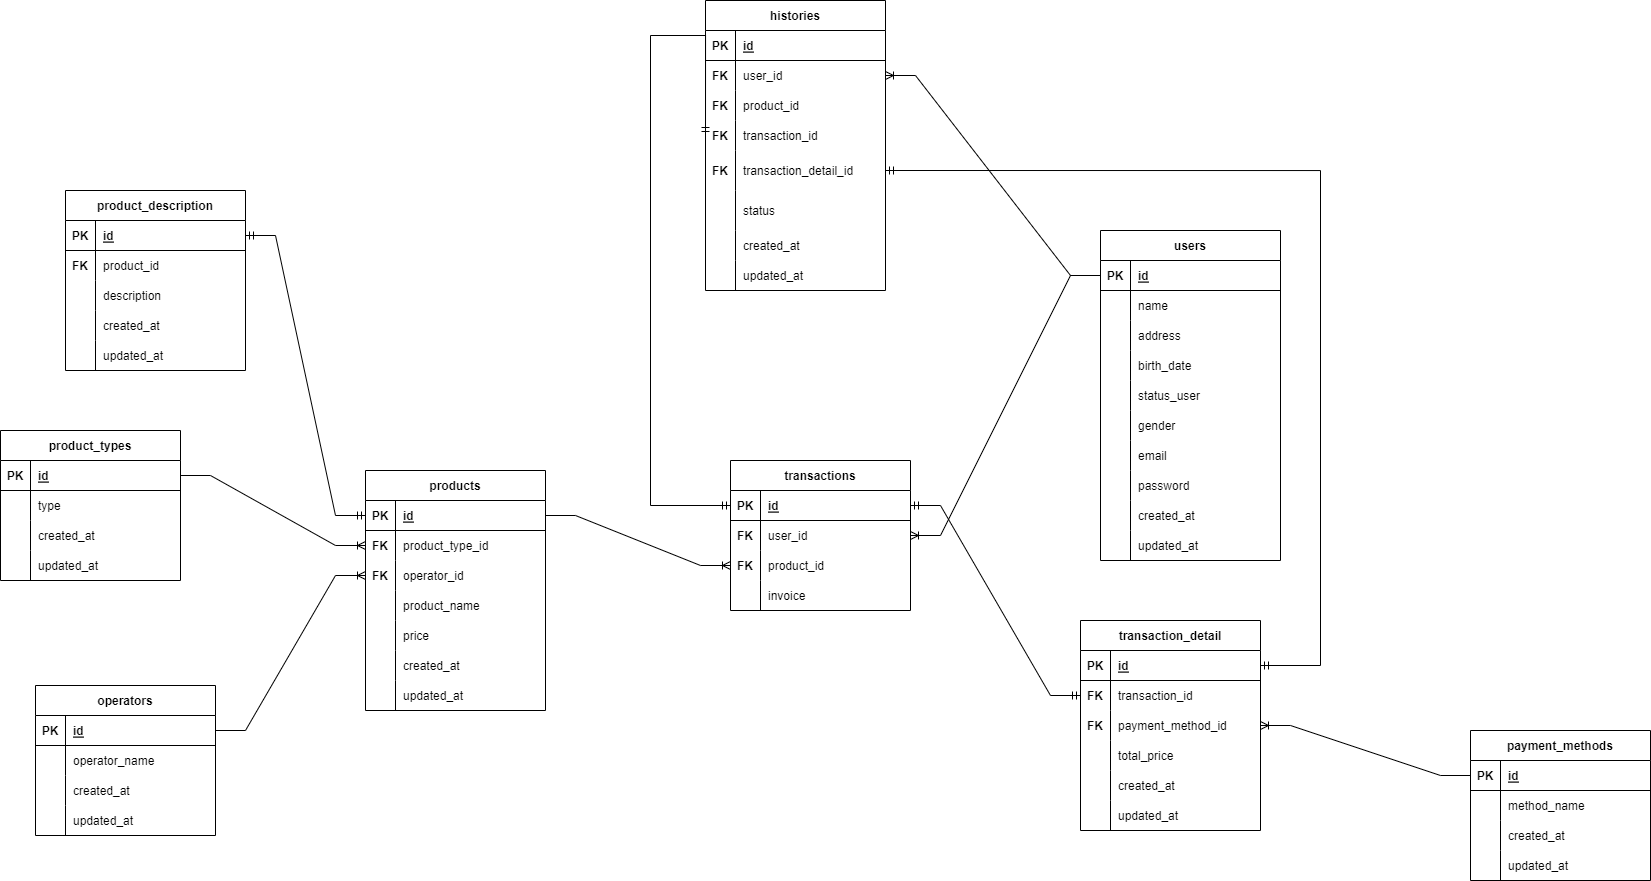 histories
PK id
FK user_id
FK product_id
FK transaction_id
FK transaction_detail_id
status
created_at
updated_at
product_description
PK id
FK product_id
description
created_at
updated_at
users
PK id
name
address
birth_date
status_user
gender
email
password
created_at
updated_at
product_types
PK id
type
created_at
updated_at
products
PK id
FK product_type_id
FK operator_id
product_name
price
created_at
updated_at
transactions
PK id
FK user_id
FK product_id
invoice
operators
PK id
operator_name
created_at
updated_at
transaction_detail
PK id
FK transaction_id
FK payment_method_id
total_price
created_at
updated_at
payment_methods
PK id
method_name
created_at
updated_at